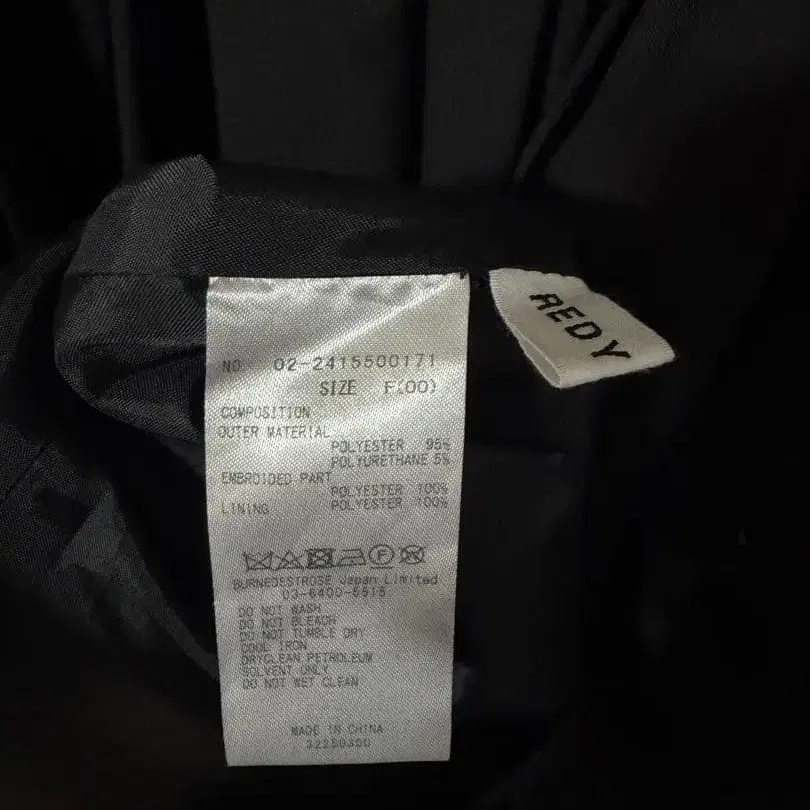 REDY
NO 02-2415500171
SIZE F(00)
COMPOSITION
OUTER MATERIAL
POLYESTER 95%
POLYURETHANE 5%
EMBROIDED PART
POLYESTER 100%
LINING POLYESTER 100%
F
BURNEDESTROSE Japan Limited
03-6400-5515
DO NOT WASH
DO NOT BLEACH
DO NOT TUMBLE DRY
COOL IRON
DRYCLEAN PETROLEUM
SOLVENT ONLY
DO NOT WET CLEAN
MADE IN CHINA
32250300